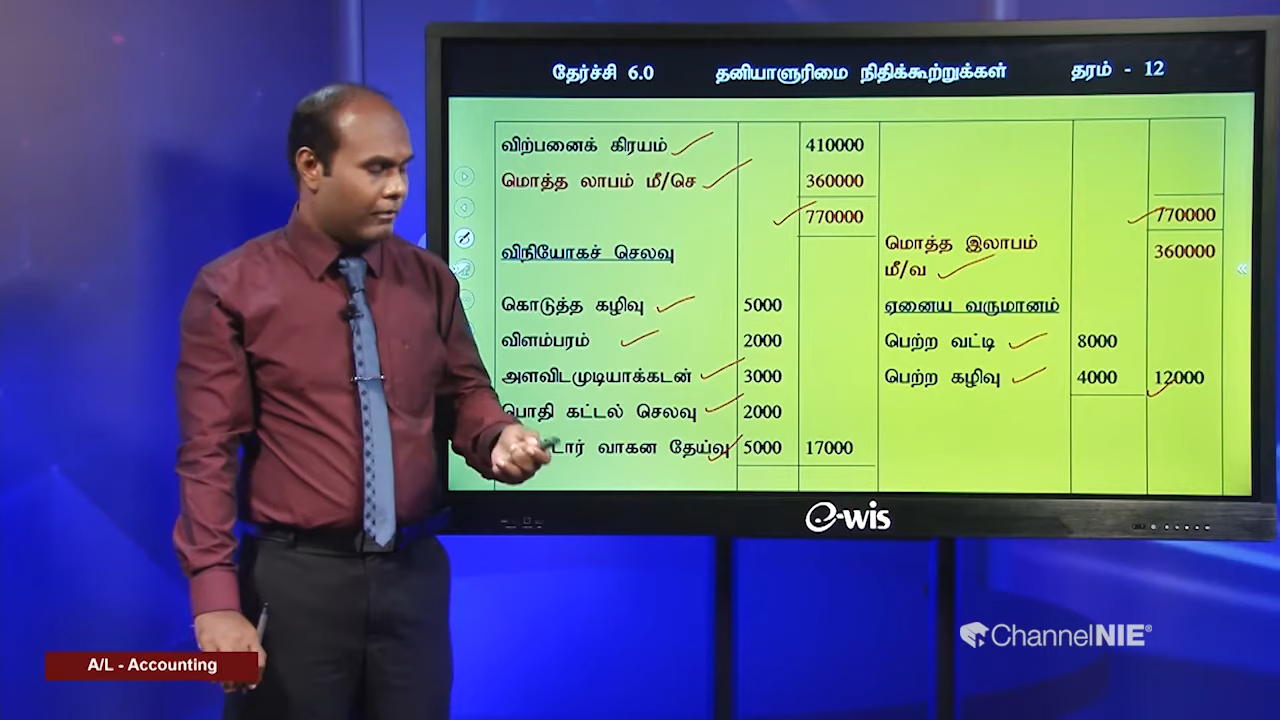 தேர்ச்சி 6.0 தனியாளுரிமை நிதிக்கூற்றுக்கள் தரம் - 12
விற்பனைக் கிரயம் 410000
மொத்த லாபம் மீ/செ 360000
770000 770000
விநியோகச் செலவு மொத்த இலாபம் மீ/வ 360000
கொடுத்த கழிவு 5000 ஏனைய வருமானம்
விளம்பரம் 2000 பெற்ற வட்டி 8000
அளவிடமுடியாக்கடன் 3000 பெற்ற கழிவு 4000 12000
பொதி கட்டல் செலவு 2000
டார் வாகன தேய்வு 5000 17000
e-wis
ChannelNIE®
A/L - Accounting